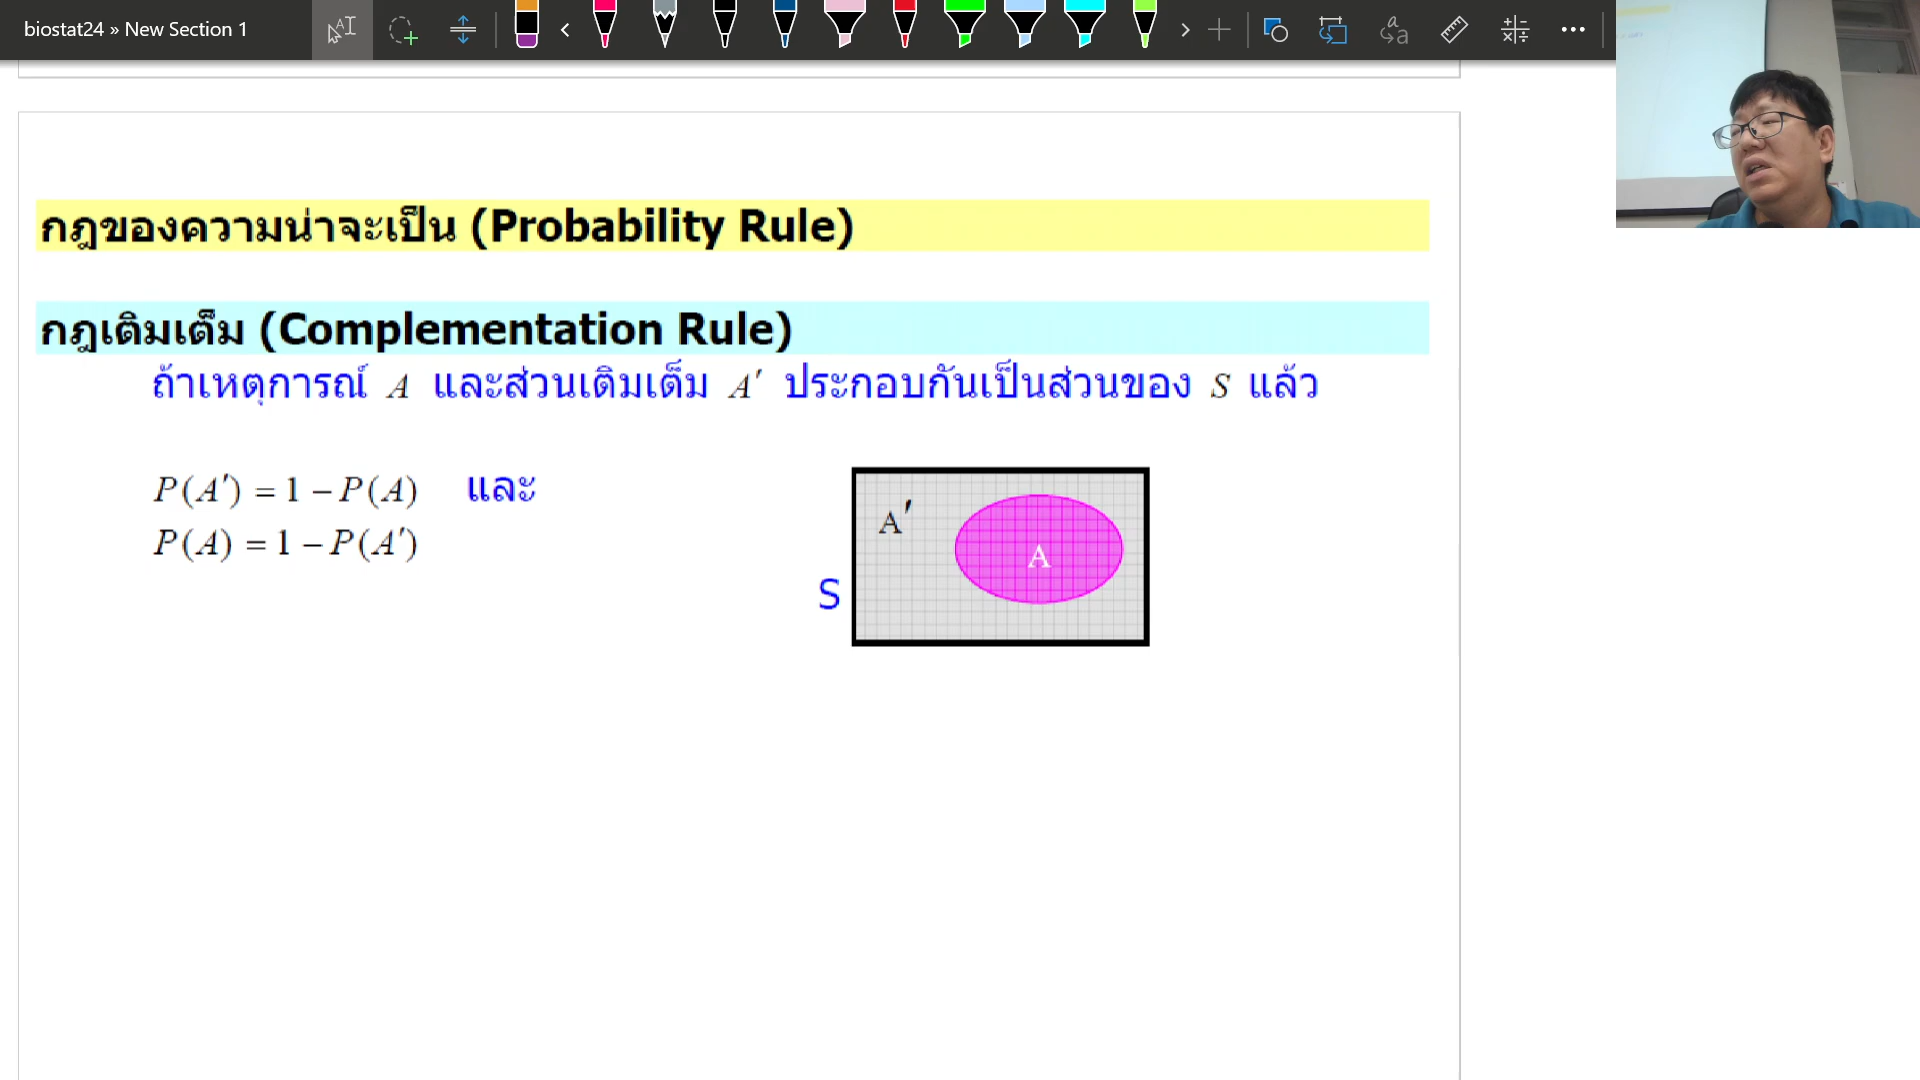 biostat24 » New Section 1
กฎของความน่าจะเป็น (Probability Rule)
กฎเติมเต็ม (Complementation Rule)
ถ้าเหตุการณ์ A และส่วนเติมเต็ม A′ ประกอบกันเป็นส่วนของ S แล้ว
P(A′) = 1 − P(A) และ
P(A) = 1 − P(A′)
A′
A
S